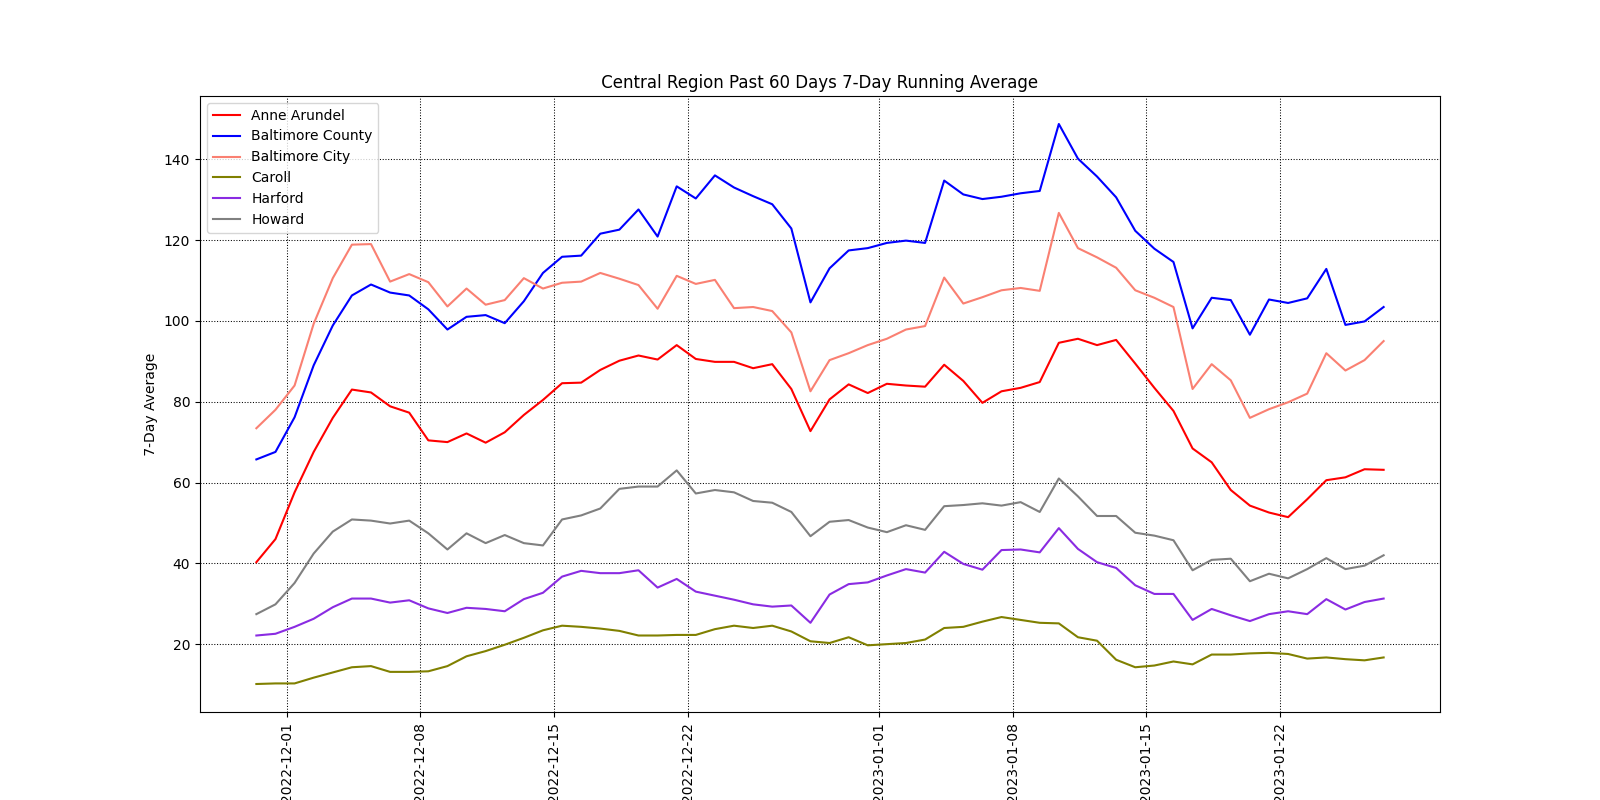 Central Region Past 60 Days 7-Day Running Average
Anne Arundel
Baltimore County
Baltimore City
Caroll
Harford
Howard
7-Day Average
140
120
100
80
60
40
20
2022-12-01
2022-12-08
2022-12-15
2022-12-22
2023-01-01
2023-01-08
2023-01-15
2023-01-22